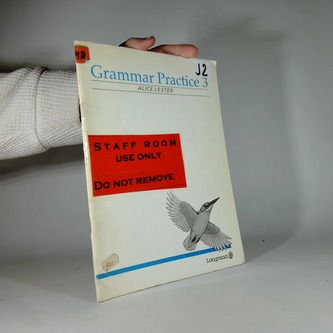 J2
Grammar Practice 3
ALICE LESTER
STAFF ROOM
USE ONLY
DO NOT REMOVE
Longman